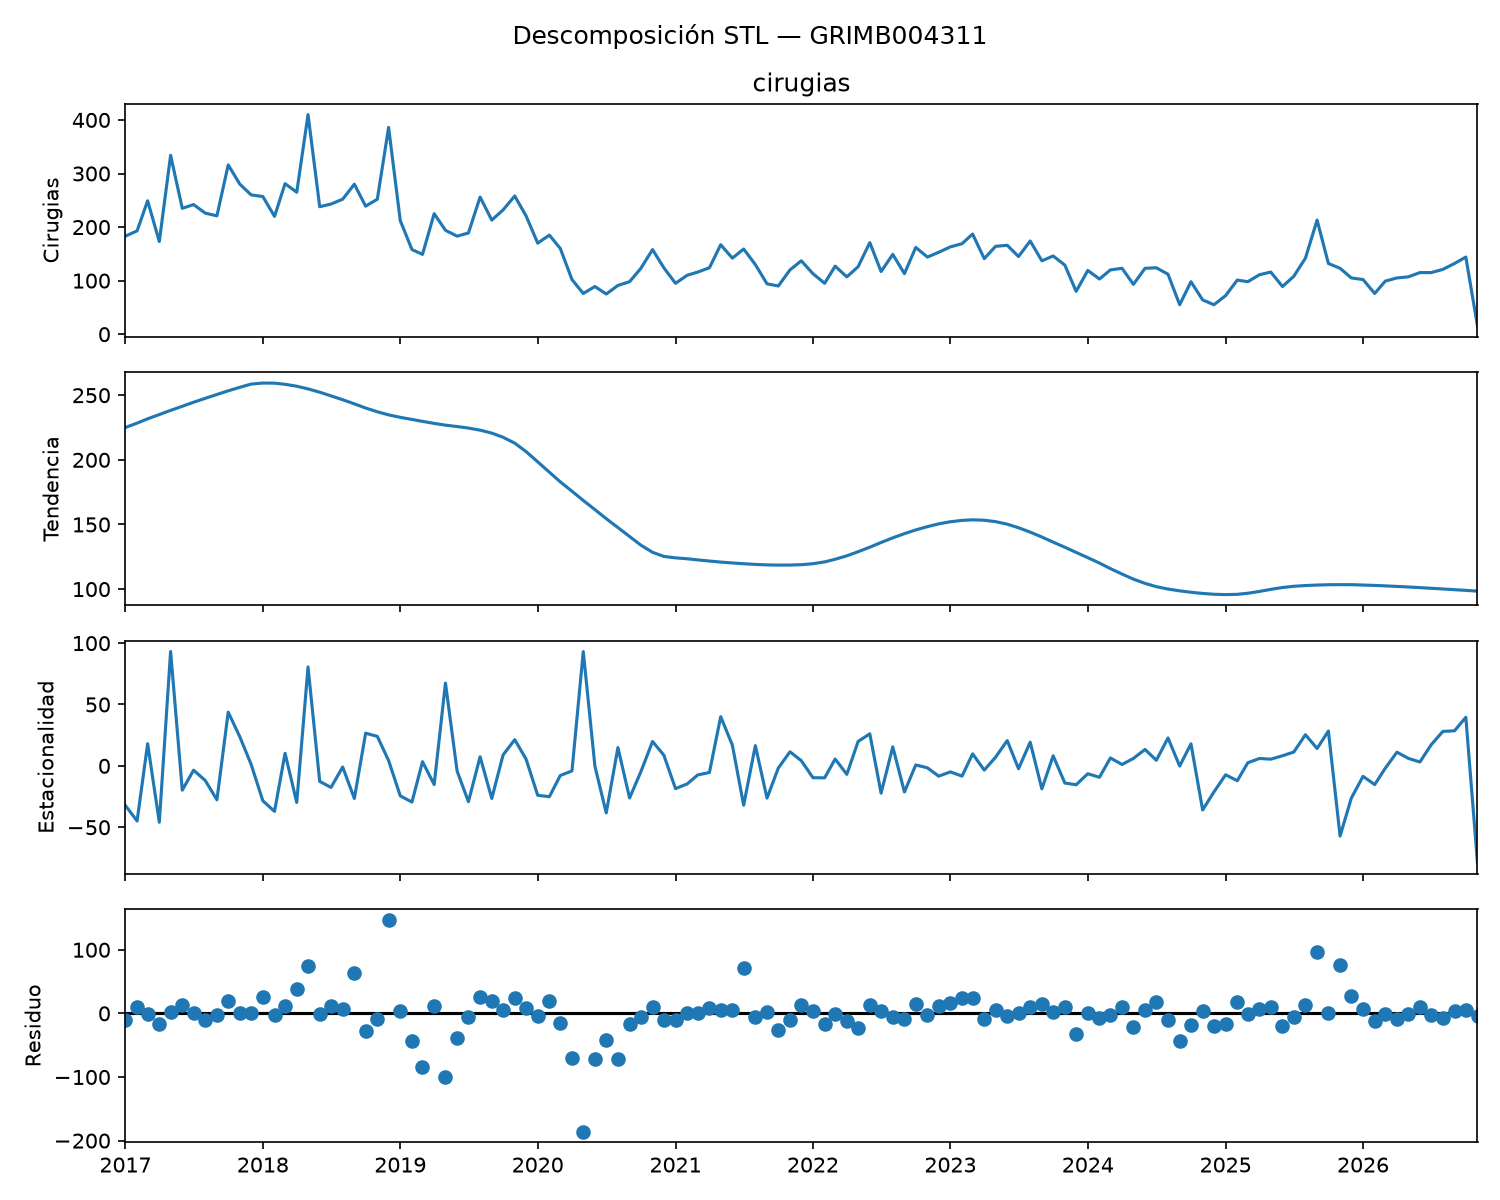 Descomposición STL — GRIMB004311
cirugias
Cirugias
400
300
200
100
0
Tendencia
250
200
150
100
Estacionalidad
100
50
0
−50
Residuo
100
0
−100
−200
2017 2018 2019 2020 2021 2022 2023 2024 2025 2026